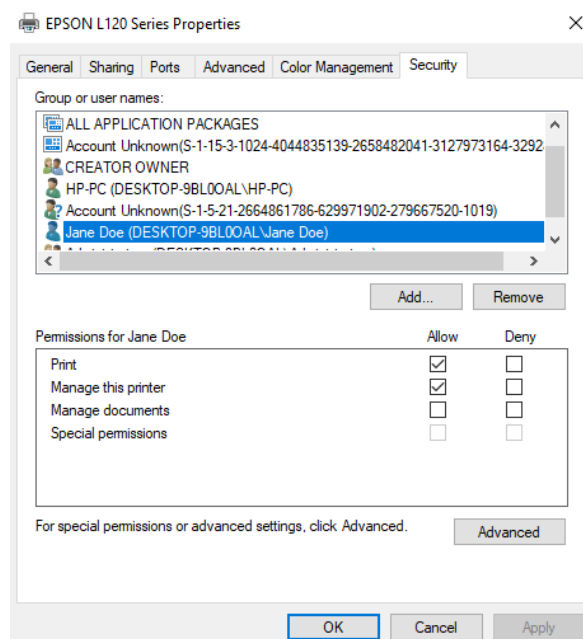 EPSON L120 Series Properties
General Sharing Ports Advanced Color Management Security
Group or user names:
ALL APPLICATION PACKAGES
Account Unknown(S-1-15-3-1024-4044835139-2658482041-3127973164-3292
CREATOR OWNER
HP-PC (DESKTOP-9BL0OAL\HP-PC)
Account Unknown(S-1-5-21-2664861786-629971902-279667520-1019)
Jane Doe (DESKTOP-9BL0OAL\Jane Doe)
Add... Remove
Permissions for Jane Doe Allow Deny
Print
Manage this printer
Manage documents
Special permissions
For special permissions or advanced settings, click Advanced. Advanced
OK Cancel Apply